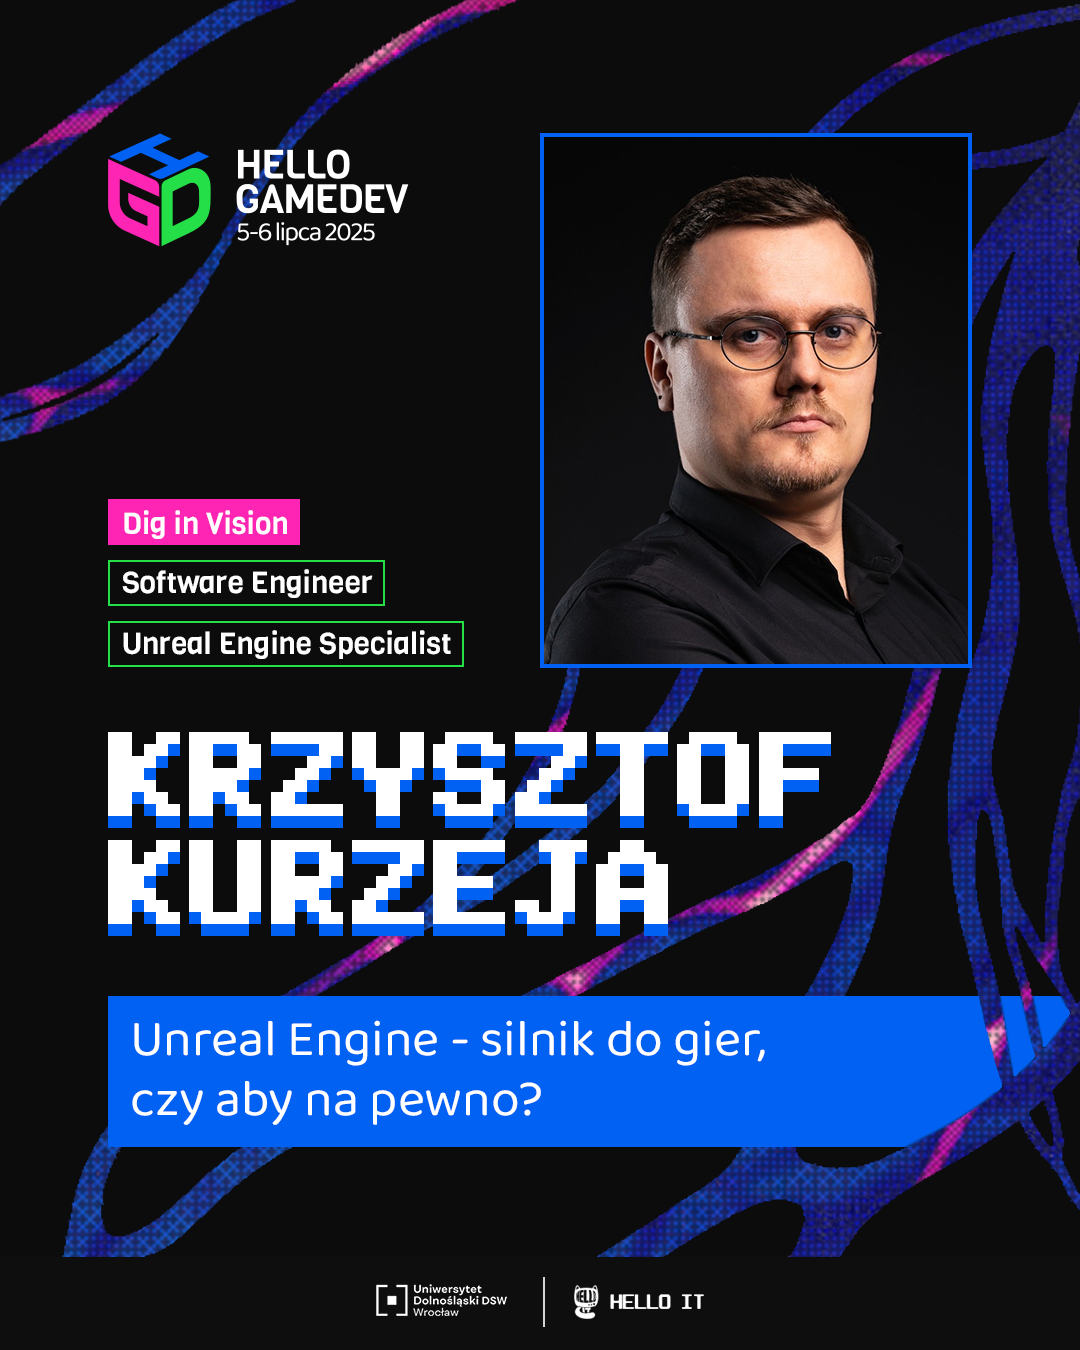 HELLO
GAMEDEV
5-6 lipca 2025
Dig in Vision
Software Engineer
Unreal Engine Specialist
KRZYSZTOF
KURZEJA
Unreal Engine - silnik do gier,
czy aby na pewno?
Uniwersytet
Dolnośląski DSW
Wrocław
HELLO IT